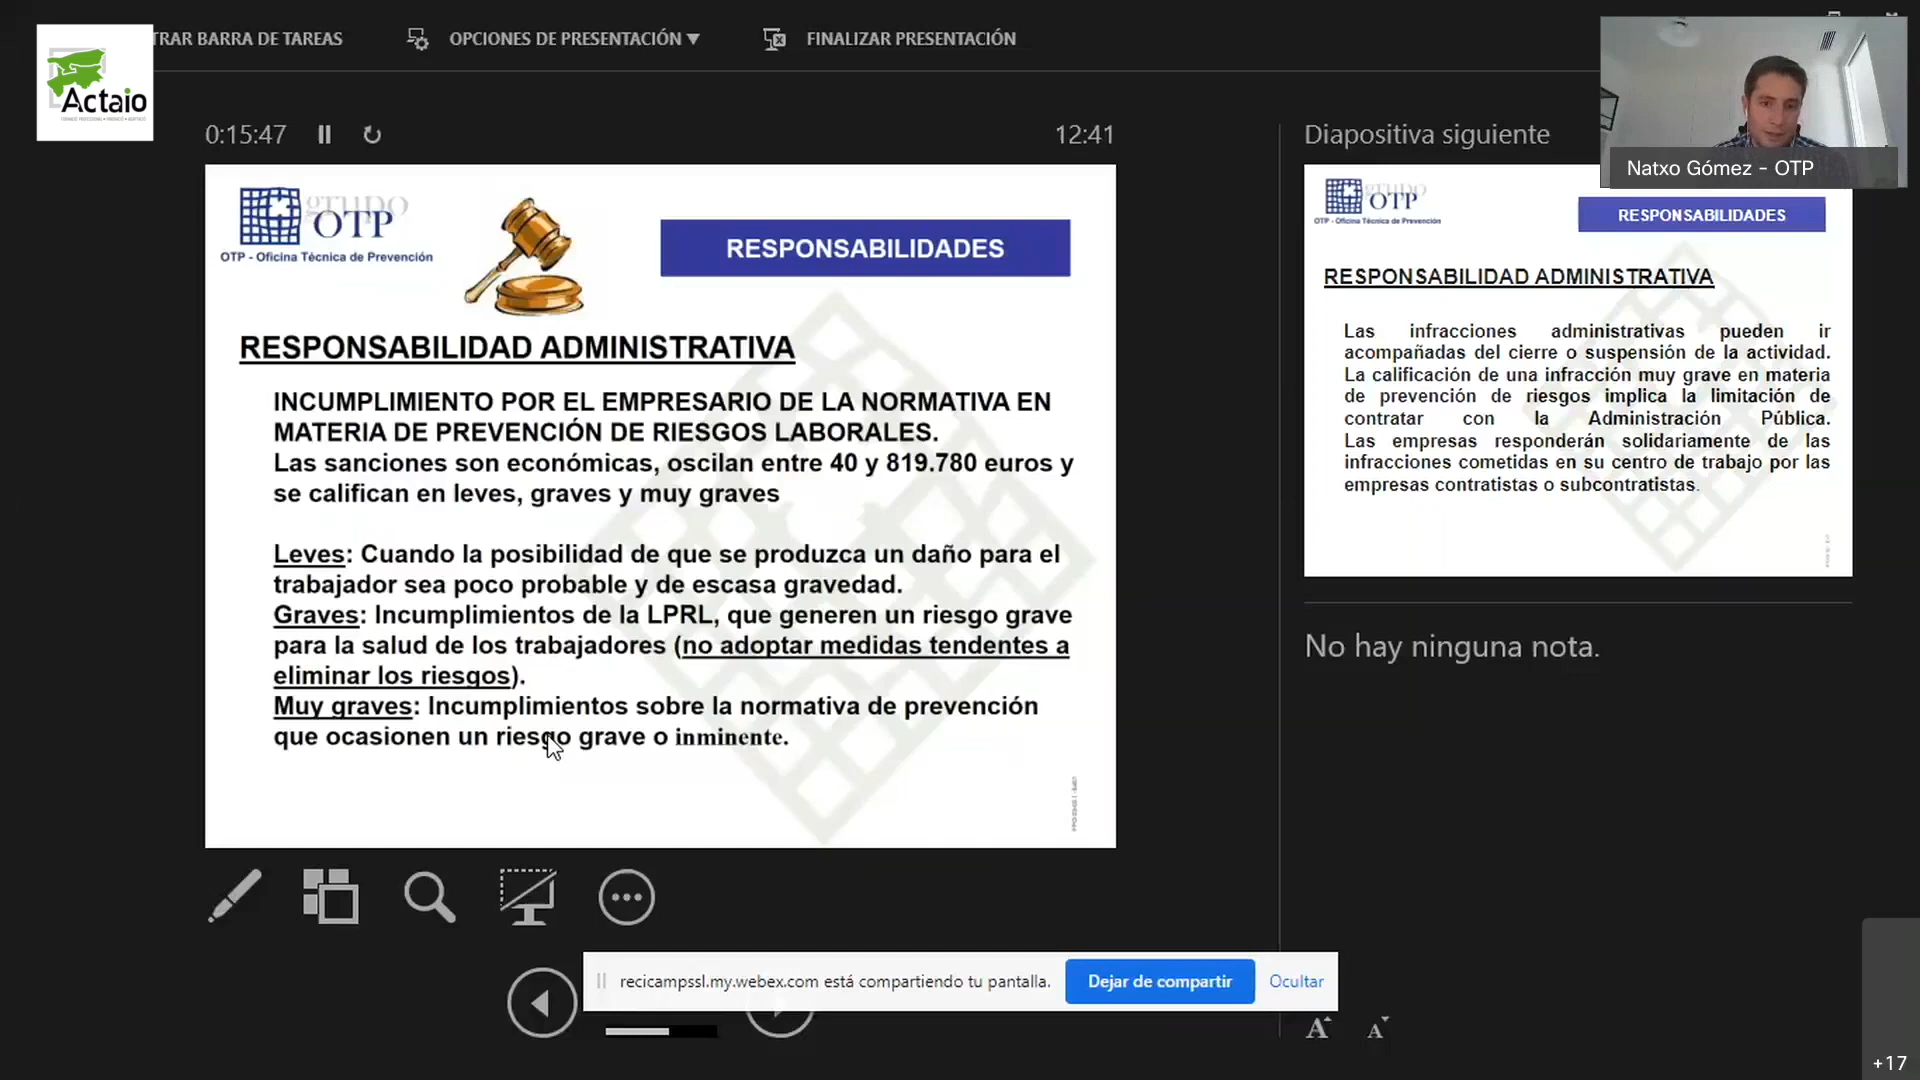 TRAR BARRA DE TAREAS
OPCIONES DE PRESENTACIÓN
FINALIZAR PRESENTACIÓN
Actaio
0:15:47
12:41
grupo
OTP
OTP - Oficina Técnica de Prevención
RESPONSABILIDADES
RESPONSABILIDAD ADMINISTRATIVA
INCUMPLIMIENTO POR EL EMPRESARIO DE LA NORMATIVA EN
MATERIA DE PREVENCIÓN DE RIESGOS LABORALES.
Las sanciones son económicas, oscilan entre 40 y 819.780 euros y
se califican en leves, graves y muy graves
Leves: Cuando la posibilidad de que se produzca un daño para el
trabajador sea poco probable y de escasa gravedad.
Graves: Incumplimientos de la LPRL, que generen un riesgo grave
para la salud de los trabajadores (no adoptar medidas tendentes a
eliminar los riesgos).
Muy graves: Incumplimientos sobre la normativa de prevención
que ocasionen un riesgo grave o inminente.
Diapositiva siguiente
Natxo Gómez - OTP
grupo
OTP
OTP - Oficina Técnica de Prevención
RESPONSABILIDADES
RESPONSABILIDAD ADMINISTRATIVA
Las infracciones administrativas pueden ir
acompañadas del cierre o suspensión de la actividad.
La calificación de una infracción muy grave en materia
de prevención de riesgos implica la limitación de
contratar con la Administración Pública.
Las empresas responderán solidariamente de las
infracciones cometidas en su centro de trabajo por las
empresas contratistas o subcontratistas.
No hay ninguna nota.
recicampssl.my.webex.com está compartiendo tu pantalla.
Dejar de compartir
Ocultar
A A
+17